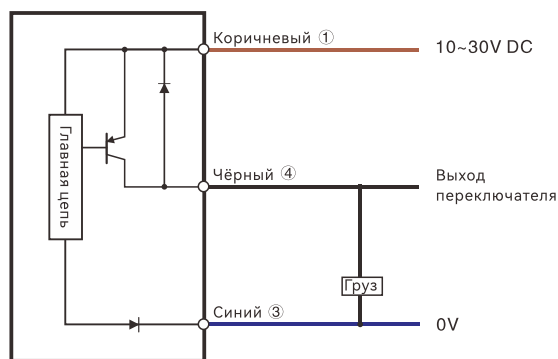 Коричневый ①
10~30V DC
Главная цепь
Чёрный ④
Выход
переключателя
Груз
Синий ③
0V